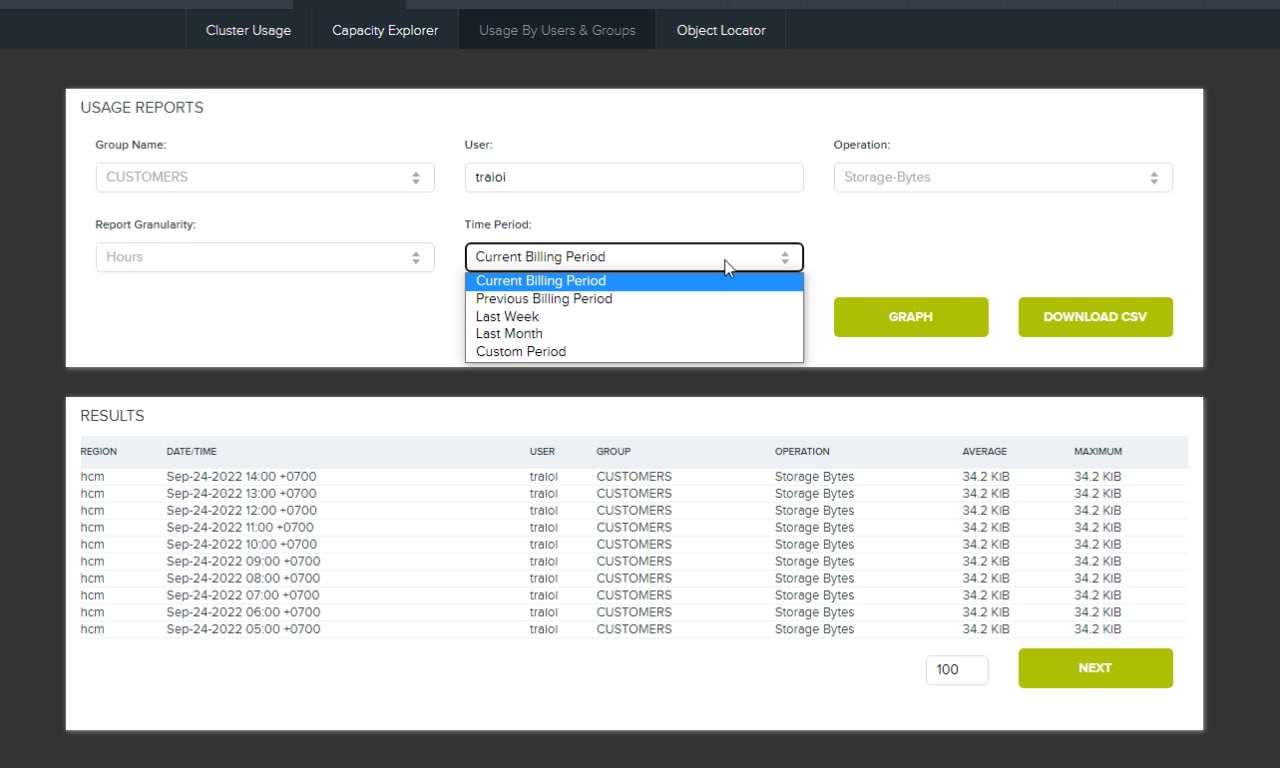 Cluster Usage Capacity Explorer Usage By Users & Groups Object Locator
USAGE REPORTS
Group Name: User: Operation:
CUSTOMERS traioi Storage-Bytes
Report Granularity: Time Period:
Hours Current Billing Period
Current Billing Period
Previous Billing Period
Last Week
Last Month
Custom Period
GRAPH DOWNLOAD CSV
RESULTS
REGION DATE/TIME USER GROUP OPERATION AVERAGE MAXIMUM
hcm Sep-24-2022 14:00 +0700 traioi CUSTOMERS Storage Bytes 34.2 KiB 34.2 KiB
hcm Sep-24-2022 13:00 +0700 traioi CUSTOMERS Storage Bytes 34.2 KiB 34.2 KiB
hcm Sep-24-2022 12:00 +0700 traioi CUSTOMERS Storage Bytes 34.2 KiB 34.2 KiB
hcm Sep-24-2022 11:00 +0700 traioi CUSTOMERS Storage Bytes 34.2 KiB 34.2 KiB
hcm Sep-24-2022 10:00 +0700 traioi CUSTOMERS Storage Bytes 34.2 KiB 34.2 KiB
hcm Sep-24-2022 09:00 +0700 traioi CUSTOMERS Storage Bytes 34.2 KiB 34.2 KiB
hcm Sep-24-2022 08:00 +0700 traioi CUSTOMERS Storage Bytes 34.2 KiB 34.2 KiB
hcm Sep-24-2022 07:00 +0700 traioi CUSTOMERS Storage Bytes 34.2 KiB 34.2 KiB
hcm Sep-24-2022 06:00 +0700 traioi CUSTOMERS Storage Bytes 34.2 KiB 34.2 KiB
hcm Sep-24-2022 05:00 +0700 traioi CUSTOMERS Storage Bytes 34.2 KiB 34.2 KiB
100 NEXT